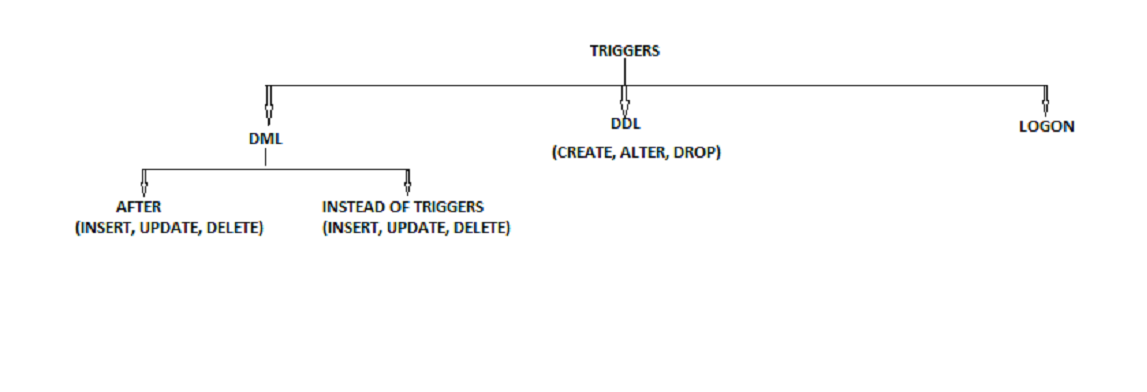 TRIGGERS
DML
DDL
(CREATE, ALTER, DROP)
LOGON
AFTER
(INSERT, UPDATE, DELETE)
INSTEAD OF TRIGGERS
(INSERT, UPDATE, DELETE)